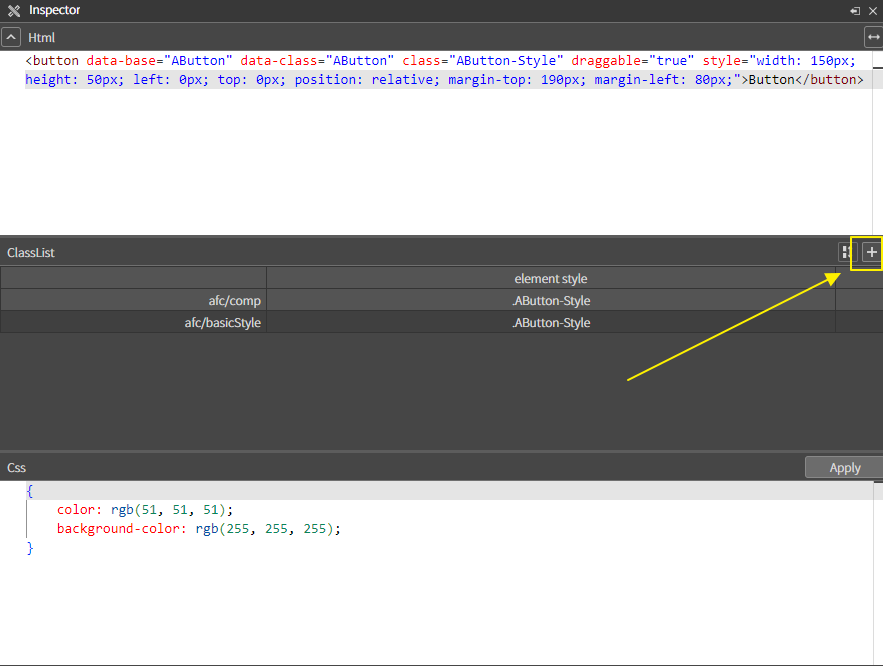 Inspector
Html
<button data-base="AButton" data-class="AButton" class="AButton-Style" draggable="true" style="width: 150px;
height: 50px; left: 0px; top: 0px; position: relative; margin-top: 190px; margin-left: 80px;">Button</button>
ClassList
element style
afc/comp .AButton-Style
afc/basicStyle .AButton-Style
Css Apply
{
color: rgb(51, 51, 51);
background-color: rgb(255, 255, 255);
}